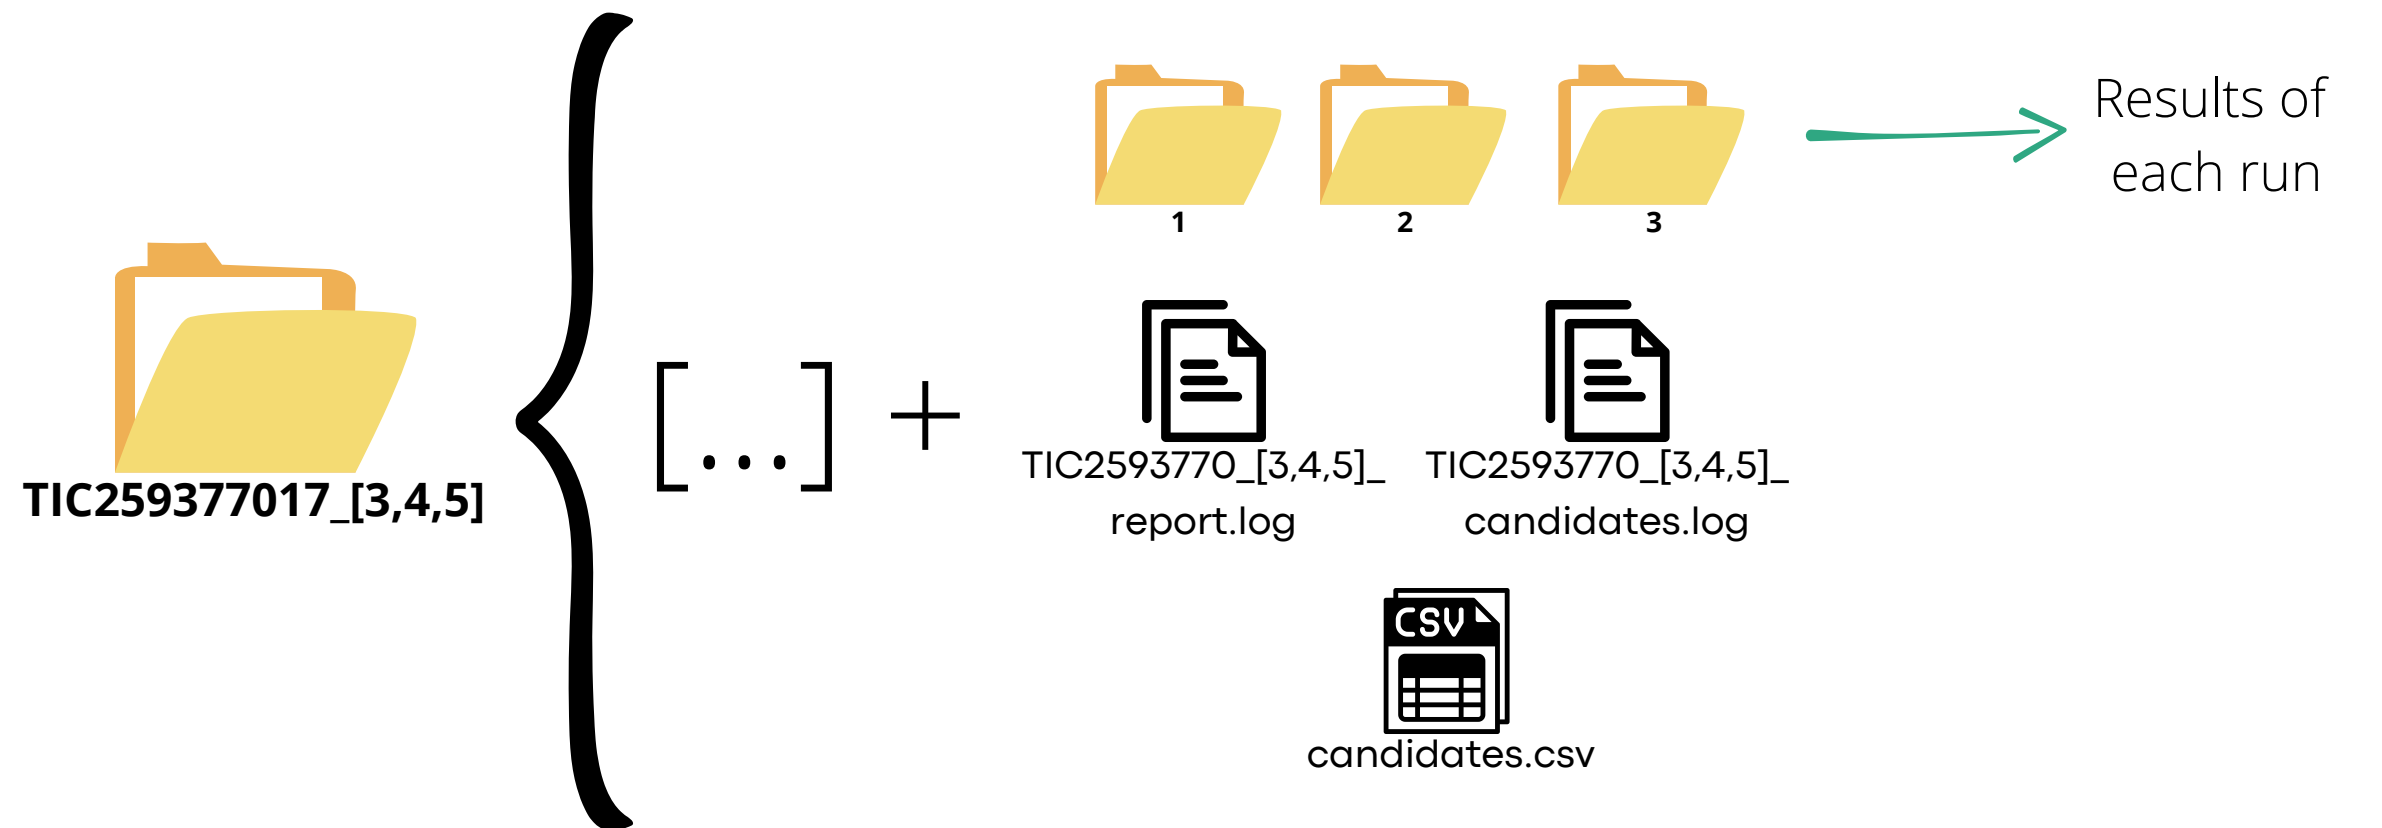 Results of
each run
1
2
3
TIC259377017_[3,4,5]
[...]
+
TIC2593770_[3,4,5]_
report.log
TIC2593770_[3,4,5]_
candidates.log
CSV
candidates.csv